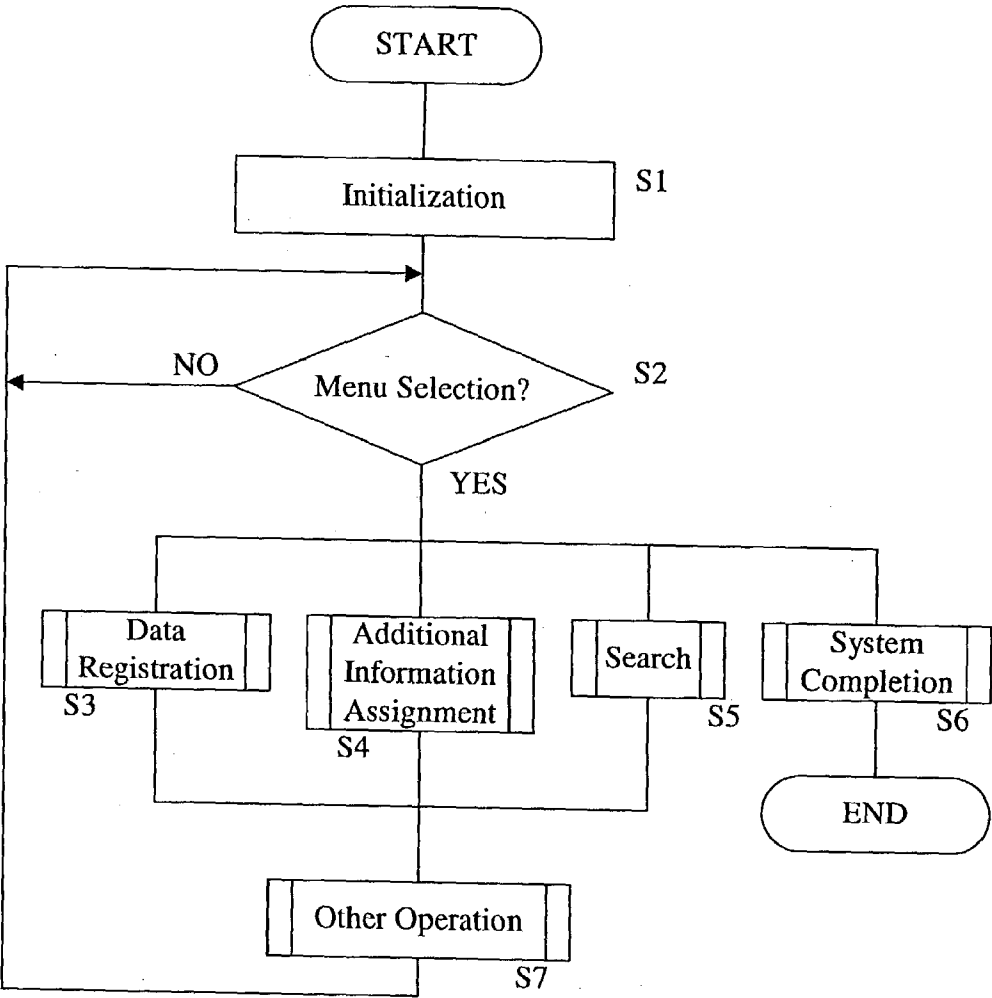 START
Initialization
S1
Menu Selection?
S2
NO
YES
Data
Registration
S3
Additional
Information
Assignment
S4
Search
S5
System
Completion
S6
END
Other Operation
S7